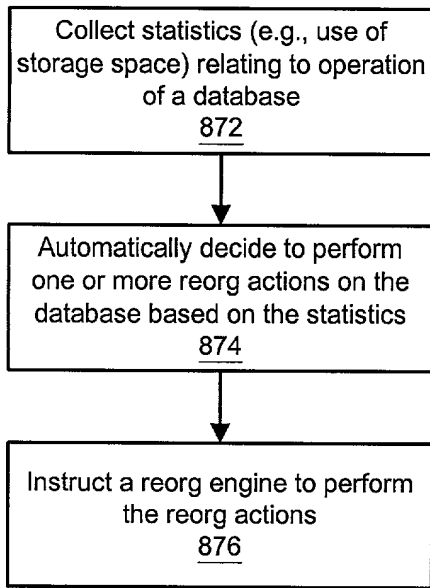 Collect statistics (e.g., use of
storage space) relating to operation
of a database
872
Automatically decide to perform
one or more reorg actions on the
database based on the statistics
874
Instruct a reorg engine to perform
the reorg actions
876